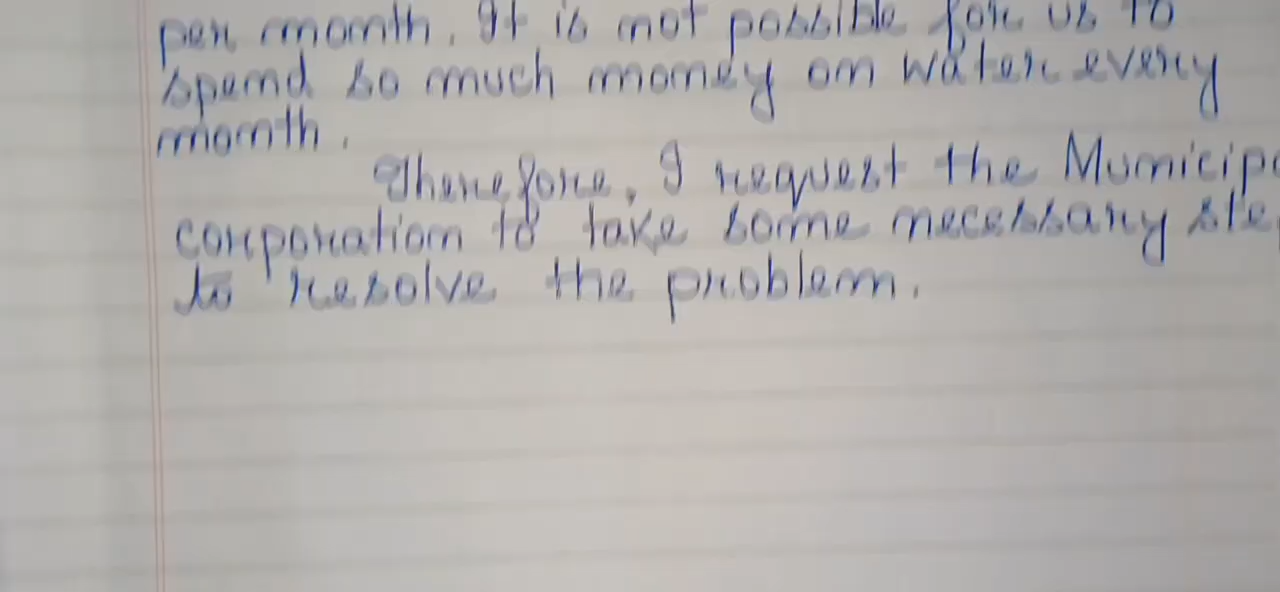 per month. It is not possible for us to
spend so much money on water every
month.
Therefore, I request the Municipa
corporation to take some necessary ste
to resolve the problem.